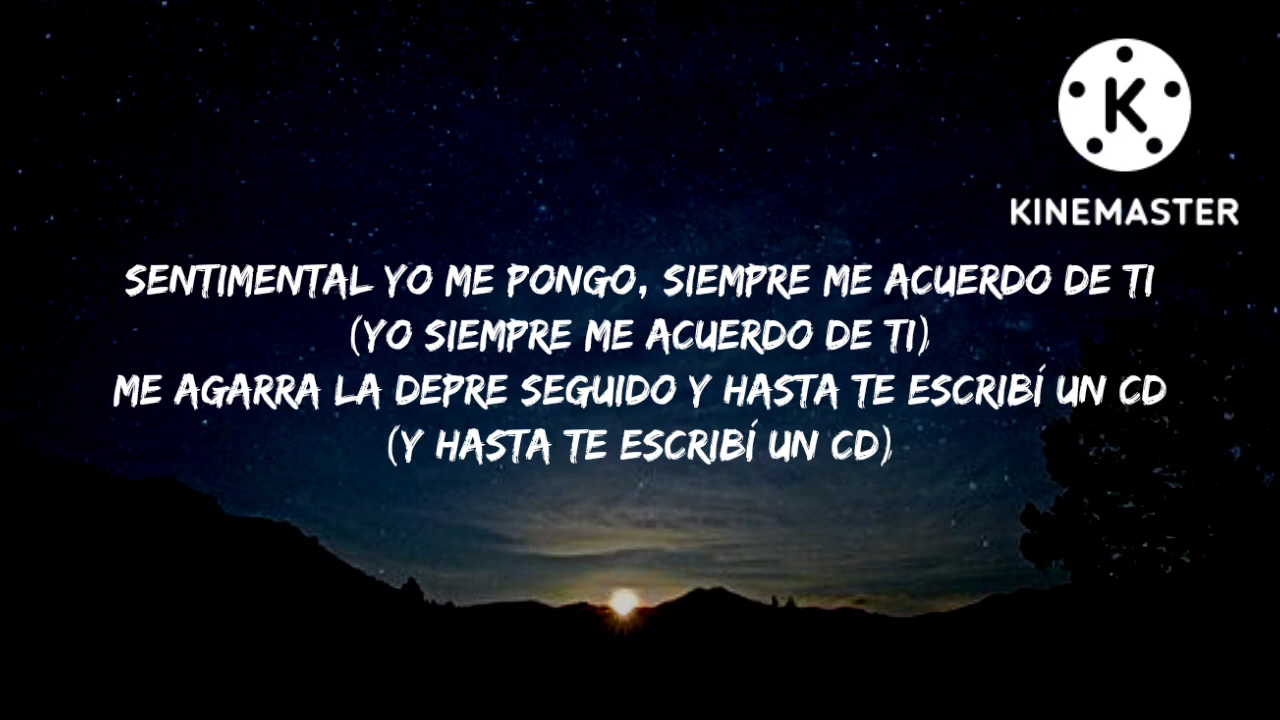 K
KINEMASTER
SENTIMENTAL YO ME PONGO, SIEMPRE ME ACUERDO DE TI
(YO SIEMPRE ME ACUERDO DE TI)
ME AGARRA LA DEPRE SEGUIDO Y HASTA TE ESCRIBÍ UN CD
(Y HASTA TE ESCRIBÍ UN CD)